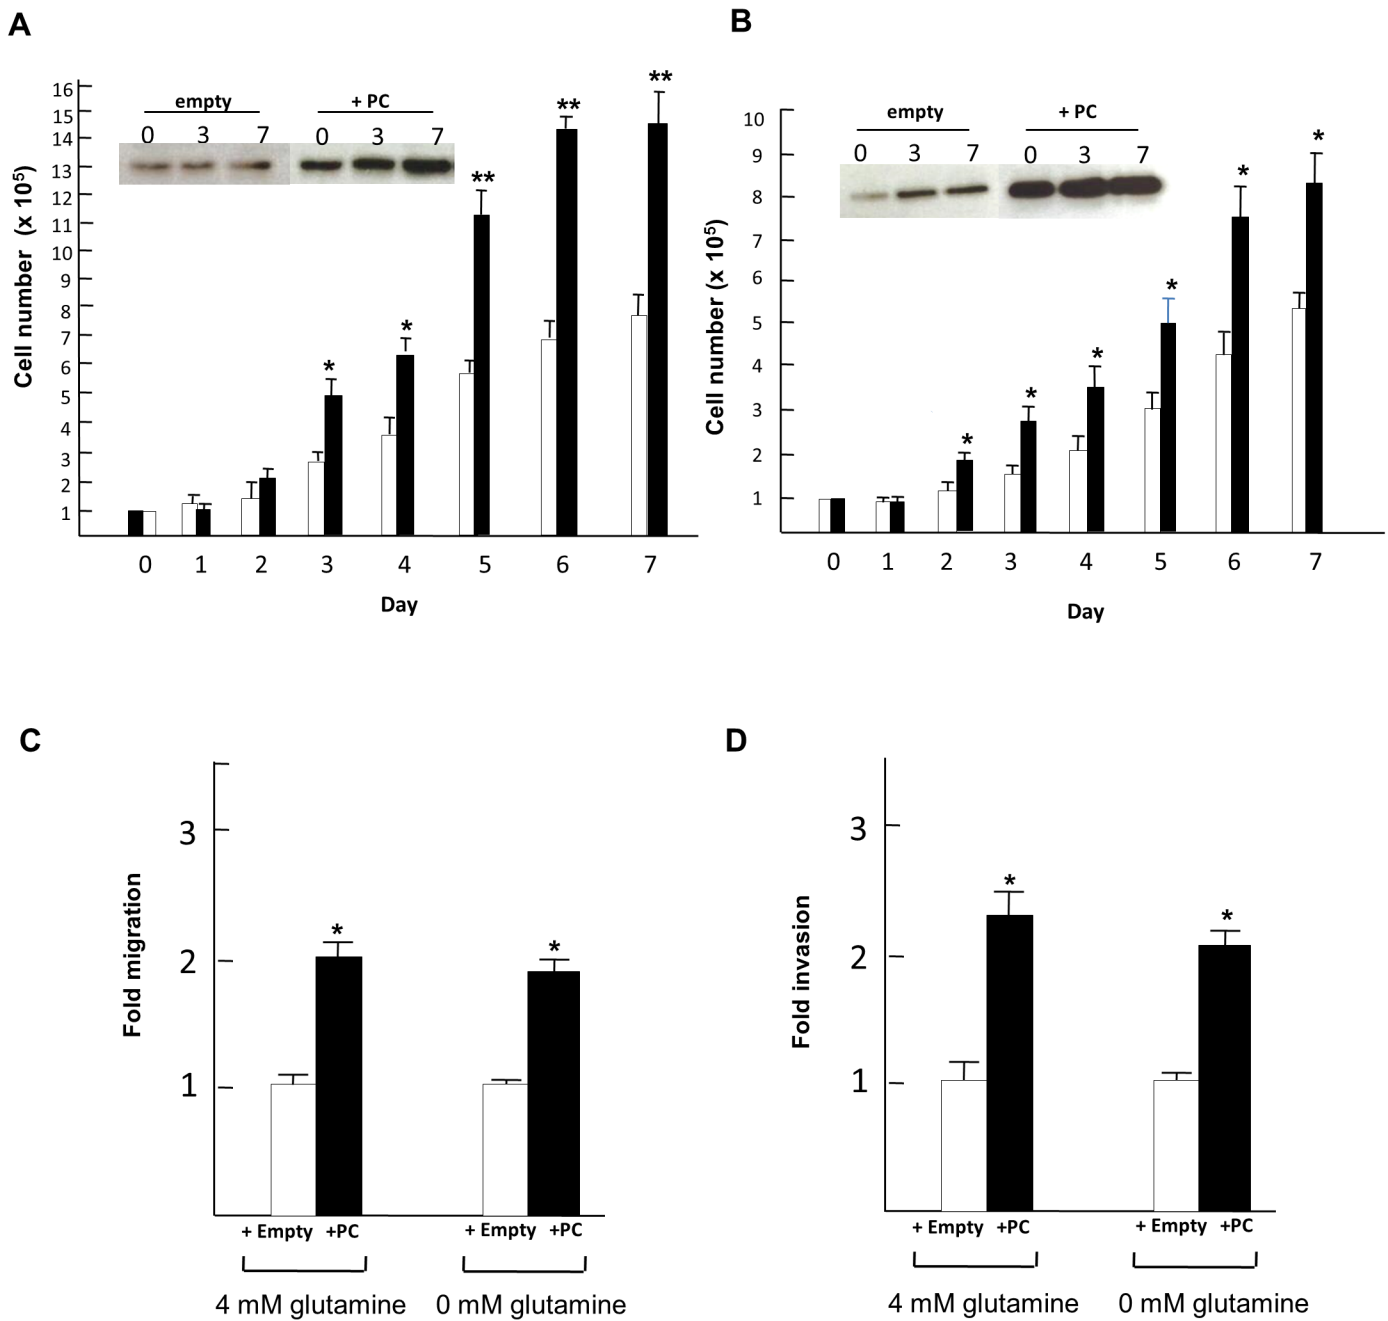 A
empty
+ PC
0 3 7 0 3 7
** ** **
* *
16
15
14
13
12
11
10
9
8
7
6
5
4
3
2
1
Cell number (x 10⁵)
0 1 2 3 4 5 6 7
Day
B
empty
+ PC
0 3 7 0 3 7
* * * * * *
10
9
8
7
6
5
4
3
2
1
Cell number (x 10⁵)
0 1 2 3 4 5 6 7
Day
C
3
2
1
Fold migration
* *
+ Empty +PC + Empty +PC
4 mM glutamine 0 mM glutamine
D
3
2
1
Fold invasion
* *
+ Empty +PC + Empty +PC
4 mM glutamine 0 mM glutamine